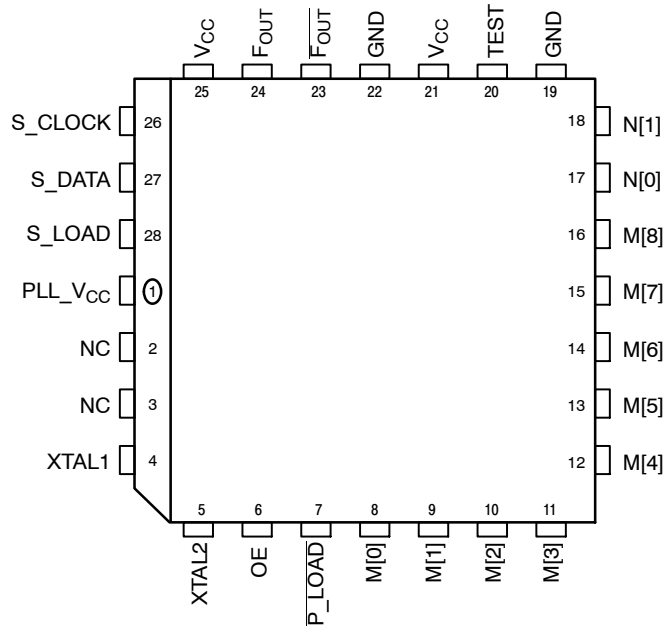 VCC
FOUT
FOUT
GND
VCC
TEST
GND
25
24
23
22
21
20
19
S_CLOCK 26
18 N[1]
S_DATA 27
17 N[0]
S_LOAD 28
16 M[8]
PLL_VCC 1
15 M[7]
NC 2
14 M[6]
NC 3
13 M[5]
XTAL1 4
12 M[4]
5
6
7
8
9
10
11
XTAL2
OE
P_LOAD
M[0]
M[1]
M[2]
M[3]